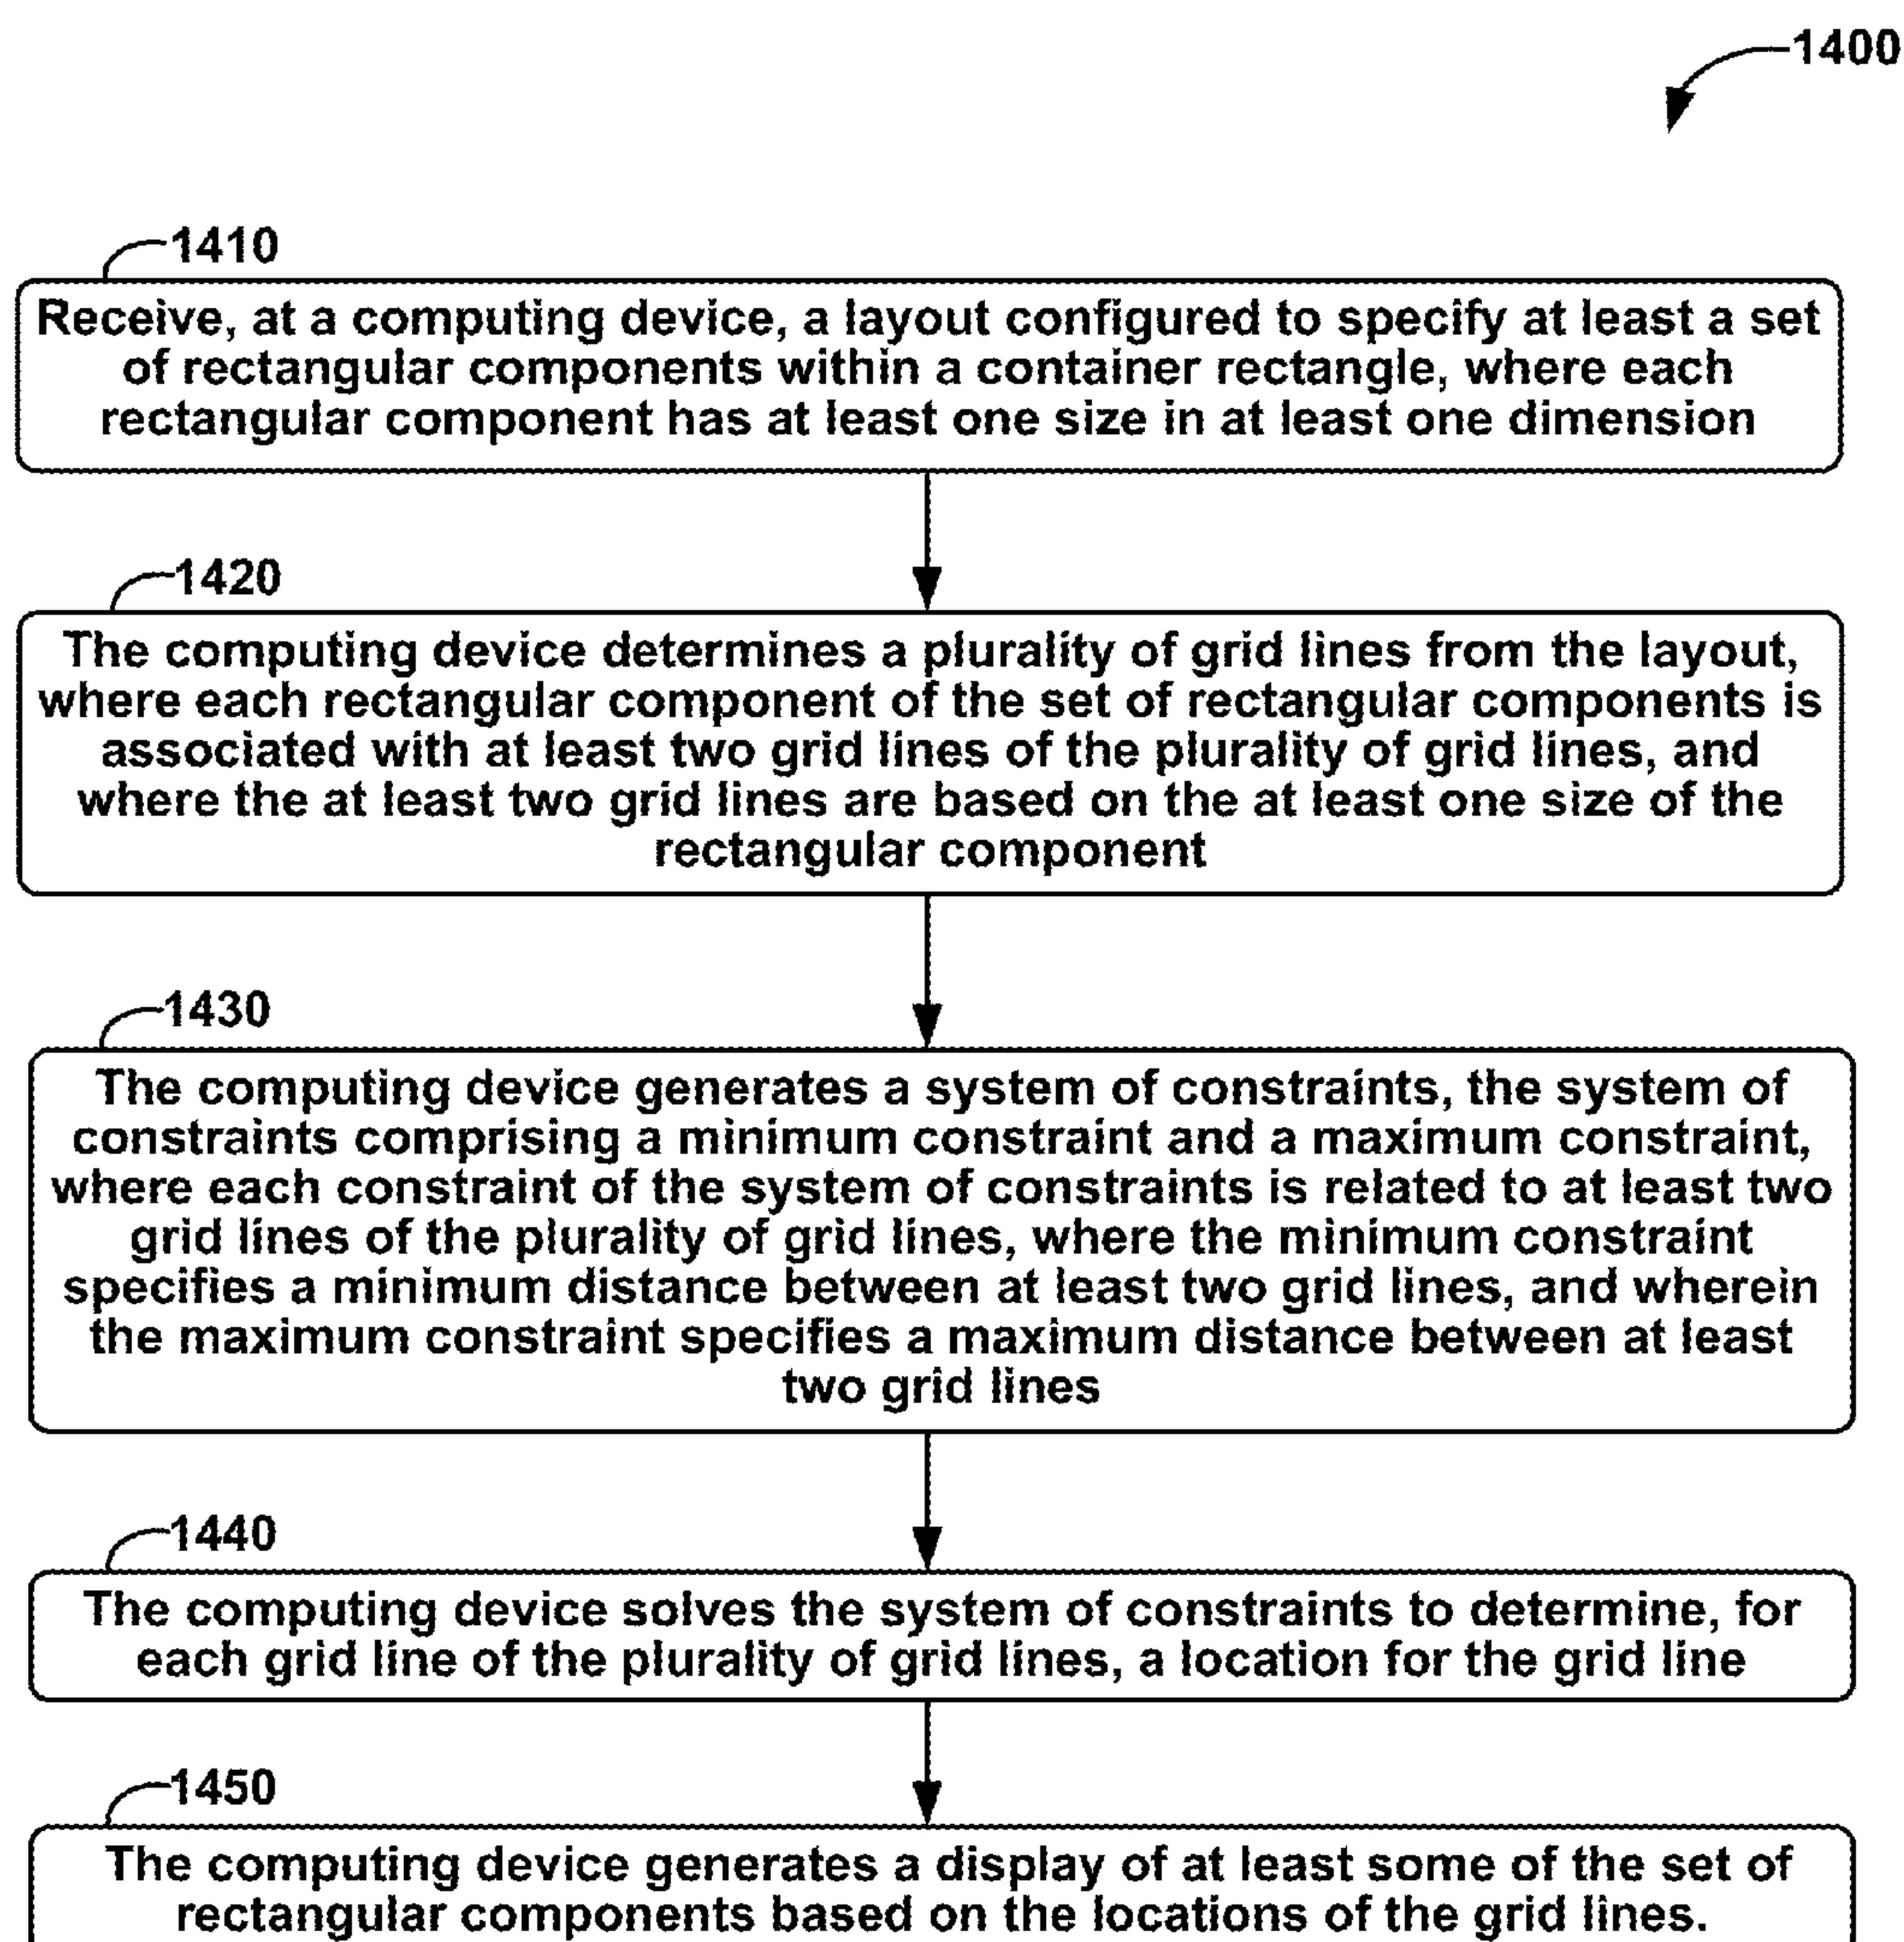 1400
1410
Receive, at a computing device, a layout configured to specify at least a set
of rectangular components within a container rectangle, where each
rectangular component has at least one size in at least one dimension
1420
The computing device determines a plurality of grid lines from the layout,
where each rectangular component of the set of rectangular components is
associated with at least two grid lines of the plurality of grid lines, and
where the at least two grid lines are based on the at least one size of the
rectangular component
1430
The computing device generates a system of constraints, the system of
constraints comprising a minimum constraint and a maximum constraint,
where each constraint of the system of constraints is related to at least two
grid lines of the plurality of grid lines, where the minimum constraint
specifies a minimum distance between at least two grid lines, and wherein
the maximum constraint specifies a maximum distance between at least
two grid lines
1440
The computing device solves the system of constraints to determine, for
each grid line of the plurality of grid lines, a location for the grid line
1450
The computing device generates a display of at least some of the set of
rectangular components based on the locations of the grid lines.